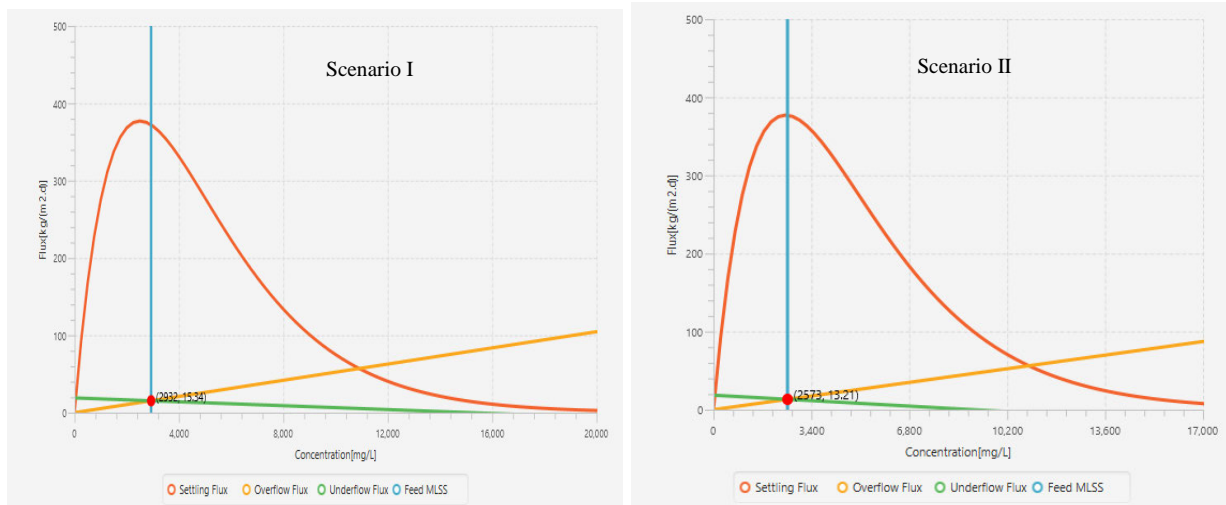 Scenario I
500
400
300
200
100
0
Flux[kg/(m2.d)]
(2932, 15.34)
0
4,000
8,000
12,000
16,000
20,000
Concentration[mg/L]
Settling Flux
Overflow Flux
Underflow Flux
Feed MLSS
Scenario II
500
400
300
200
100
0
Flux[kg/(m2.d)]
(2573, 13.21)
0
3,400
6,800
10,200
13,600
17,000
Concentration[mg/L]
Settling Flux
Overflow Flux
Underflow Flux
Feed MLSS